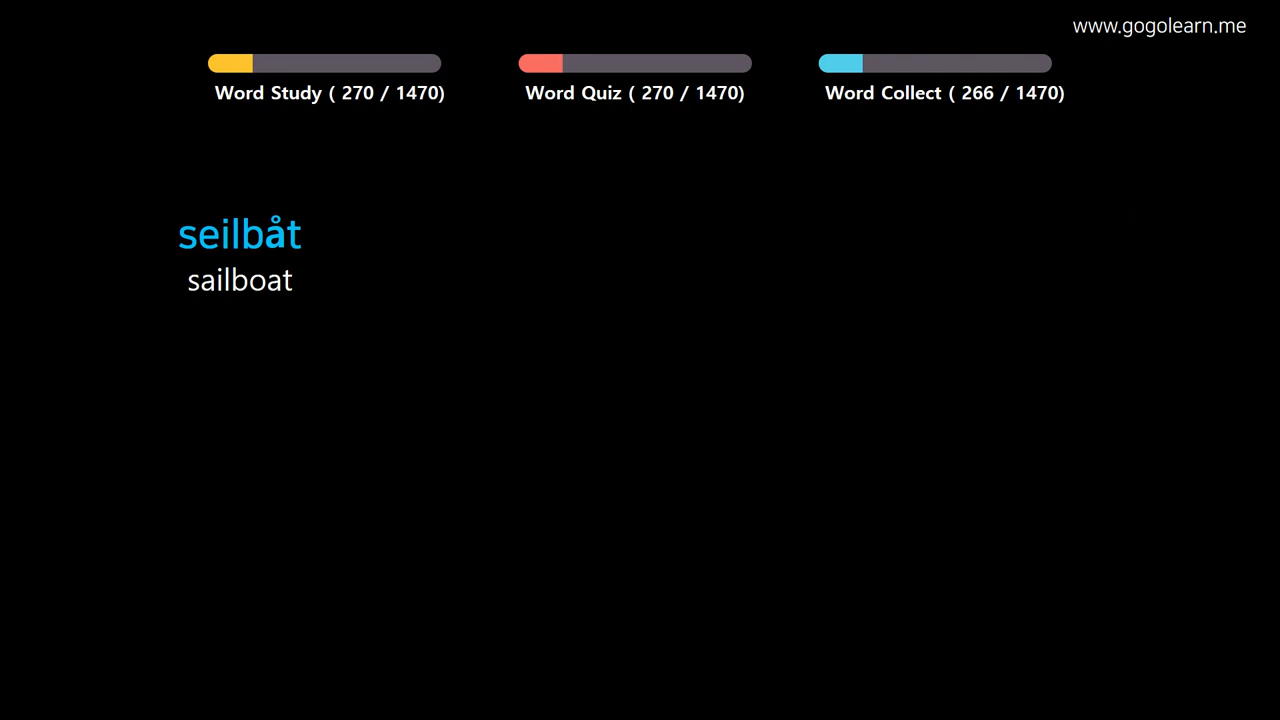 www.gogolearn.me
Word Study ( 270 / 1470)
Word Quiz ( 270 / 1470)
Word Collect ( 266 / 1470)
seilbåt
sailboat